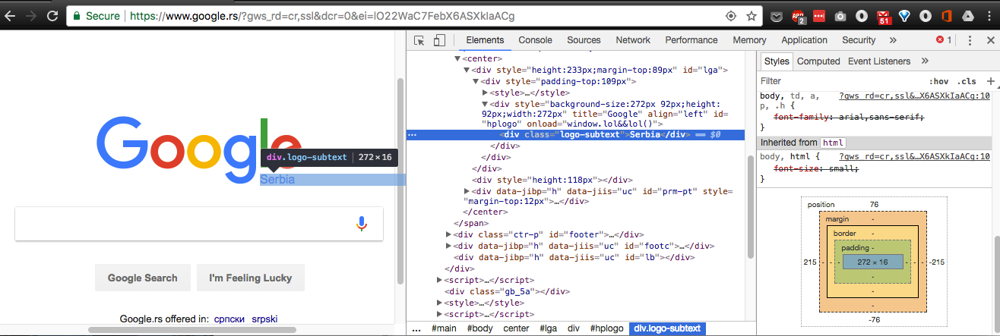 Secure https://www.google.rs/?gws_rd=cr,ssl&dcr=0&ei=lO22WaC7FebX6ASXkIaACg
ABP 2 51
Google
div.logo-subtext 272×16
Serbia
Google Search I'm Feeling Lucky
Google.rs offered in: српски srpski
Elements Console Sources Network Performance Memory Application Security » 1
<center>
<div style="height:233px;margin-top:89px" id="lga">
<div style="padding-top:109px">
<style>…</style>
<div style="background-size:272px 92px;height:
92px;width:272px" title="Google" align="left" id=
"hplogo" onload="window.lol&&lol()">
… <div class="logo-subtext">Serbia</div> == $0
</div>
</div>
</div>
<div style="height:118px"></div>
<div data-jibp="h" data-jiis="uc" id="prm-pt" style=
"margin-top:12px">…</div>
</center>
</span>
<div class="ctr-p" id="footer">…</div>
<div data-jibp="h" data-jiis="uc" id="footc">…</div>
<div data-jibp="h" data-jiis="uc" id="lb"></div>
</div>
<script>…</script>
<div class="gb_5a"></div>
<style>…</style>
<script>…</script>
… #main #body center #lga div #hplogo div.logo-subtext
Styles Computed Event Listeners »
Filter :hov .cls +
body, td, a, ?gws_rd=cr,ssl&…X6ASXkIaACg:10
p, .h {
font-family: arial,sans-serif;
}
Inherited from html
body, html { ?gws_rd=cr,ssl&…X6ASXkIaACg:10
font-size: small;
}
position 76
margin -
border -
padding -
215 - - - 272 × 16 - - - -215
-
-
-
-76